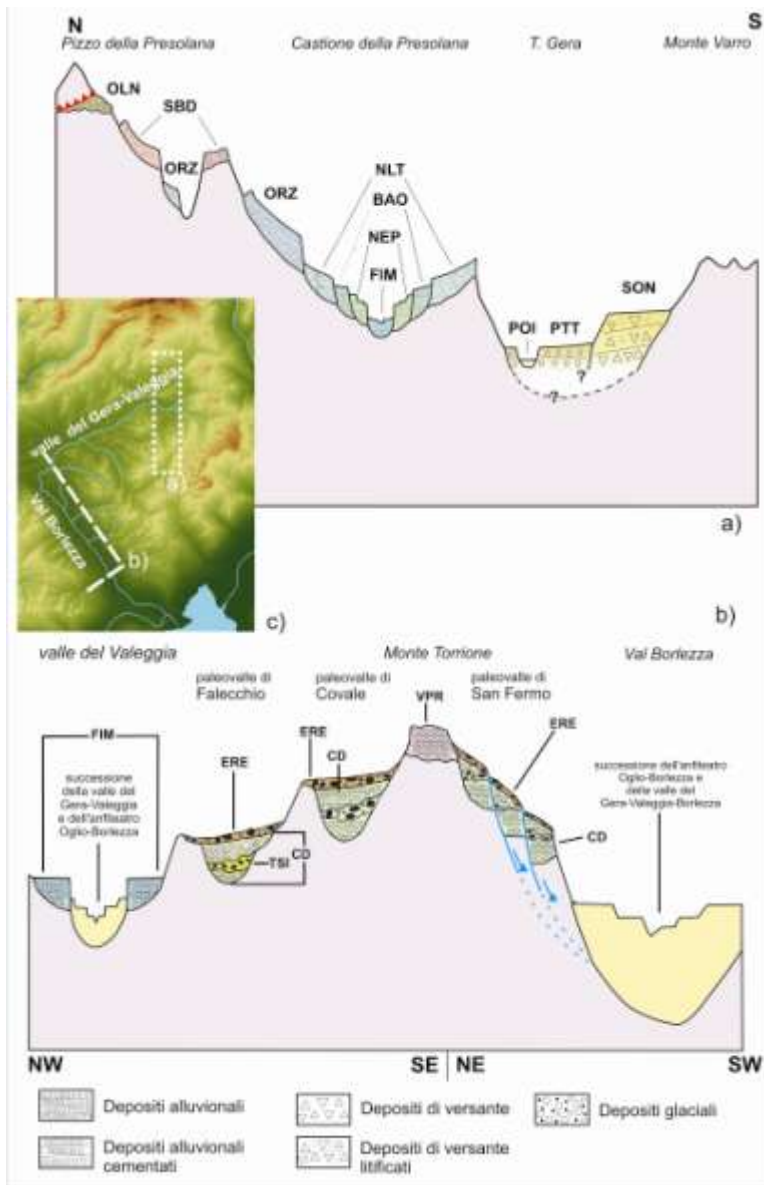 N
S
Pizzo della Presolana
Castione della Presolana
T. Gera
Monte Varro
OLN
SBD
ORZ
ORZ
NLT
BAO
NEP
FIM
SON
POI
PTT
?
?
valle del Gera-Valeggia
a)
Val Borlezza
b)
a)
c)
b)
valle del Valeggia
Monte Torrione
Val Borlezza
paleovalle di
Falecchio
paleovalle di
Covale
paleovalle di
San Fermo
VPR
FIM
ERE
ERE
CD
ERE
successione
della valle del
Gera-Valeggia
e dell'anfiteatro
Oglio-Borlezza
successione dell'anfiteatro
Oglio-Borlezza e
della valle del
Gera-Valeggia-Borlezza
TSI
CD
CD
NW
SE
NE
SW
Depositi alluvionali
Depositi di versante
Depositi glaciali
Depositi alluvionali
cementati
Depositi di versante
litificati